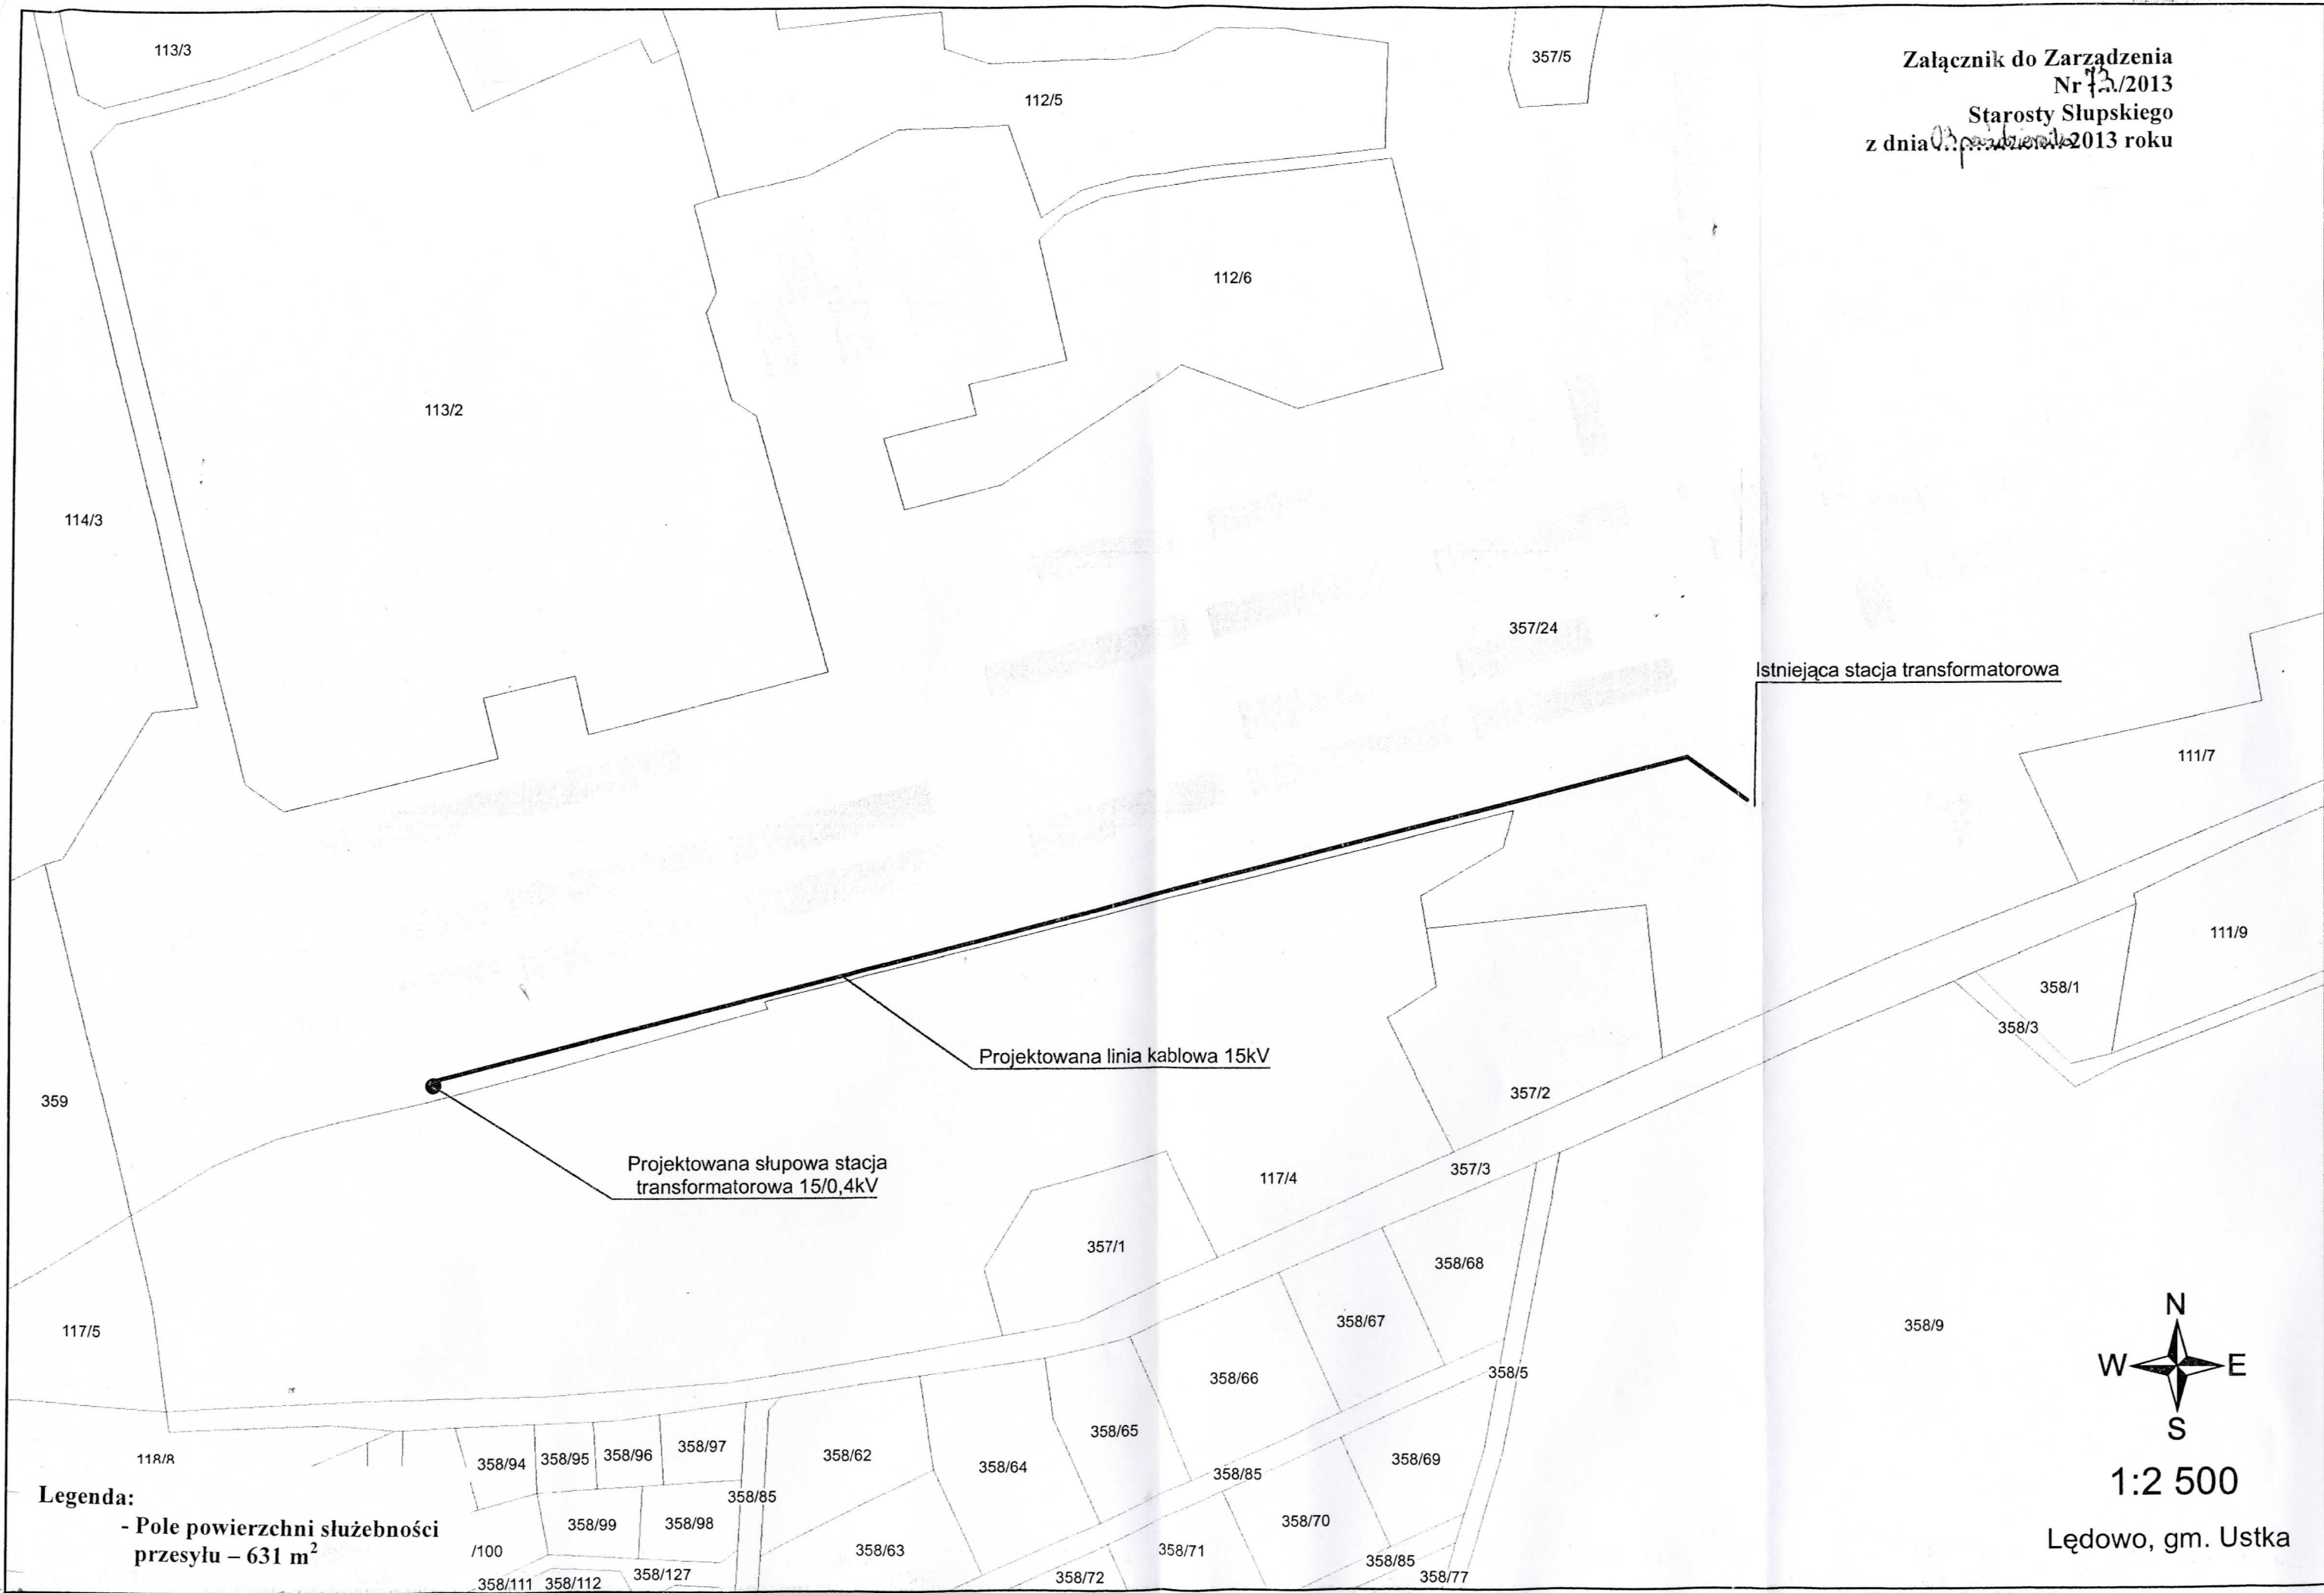 Załącznik do Zarządzenia
Nr 73/2013
Starosty Słupskiego
z dnia 03 października 2013 roku
113/3
112/5
357/5
112/6
113/2
114/3
357/24
Istniejąca stacja transformatorowa
111/7
111/9
358/1
358/3
Projektowana linia kablowa 15kV
359
357/2
Projektowana słupowa stacja
transformatorowa 15/0,4kV
117/4
357/3
357/1
358/68
358/67
117/5
358/9
358/66
358/5
358/65
358/97
358/96
358/95
358/94
358/62
358/64
358/69
358/85
118/8
358/85
358/99
358/98
358/70
358/63
358/71
358/85
/100
358/127
358/111
358/112
358/72
358/77
Legenda:
- Pole powierzchni służebności
przesyłu – 631 m²
N
W
E
S
1:2 500
Lędowo, gm. Ustka